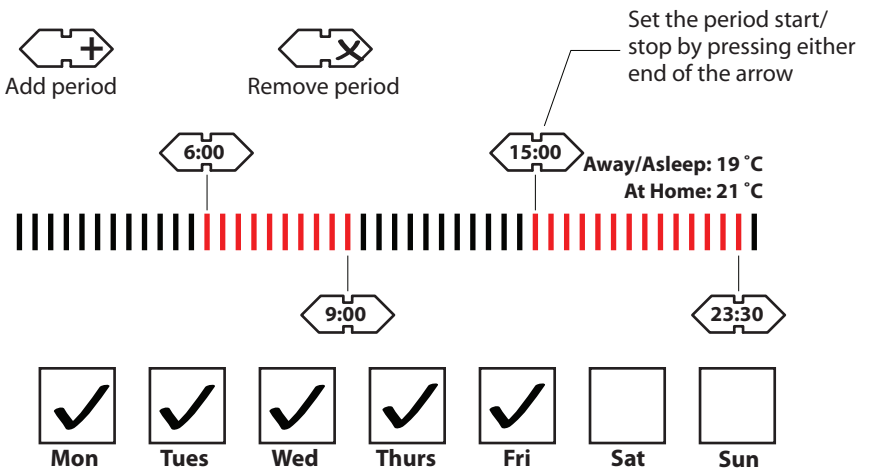 Set the period start/
stop by pressing either
end of the arrow
Add period
Remove period
6:00
15:00
Away/Asleep: 19 ˚C
At Home: 21 ˚C
9:00
23:30
Mon Tues Wed Thurs Fri Sat Sun